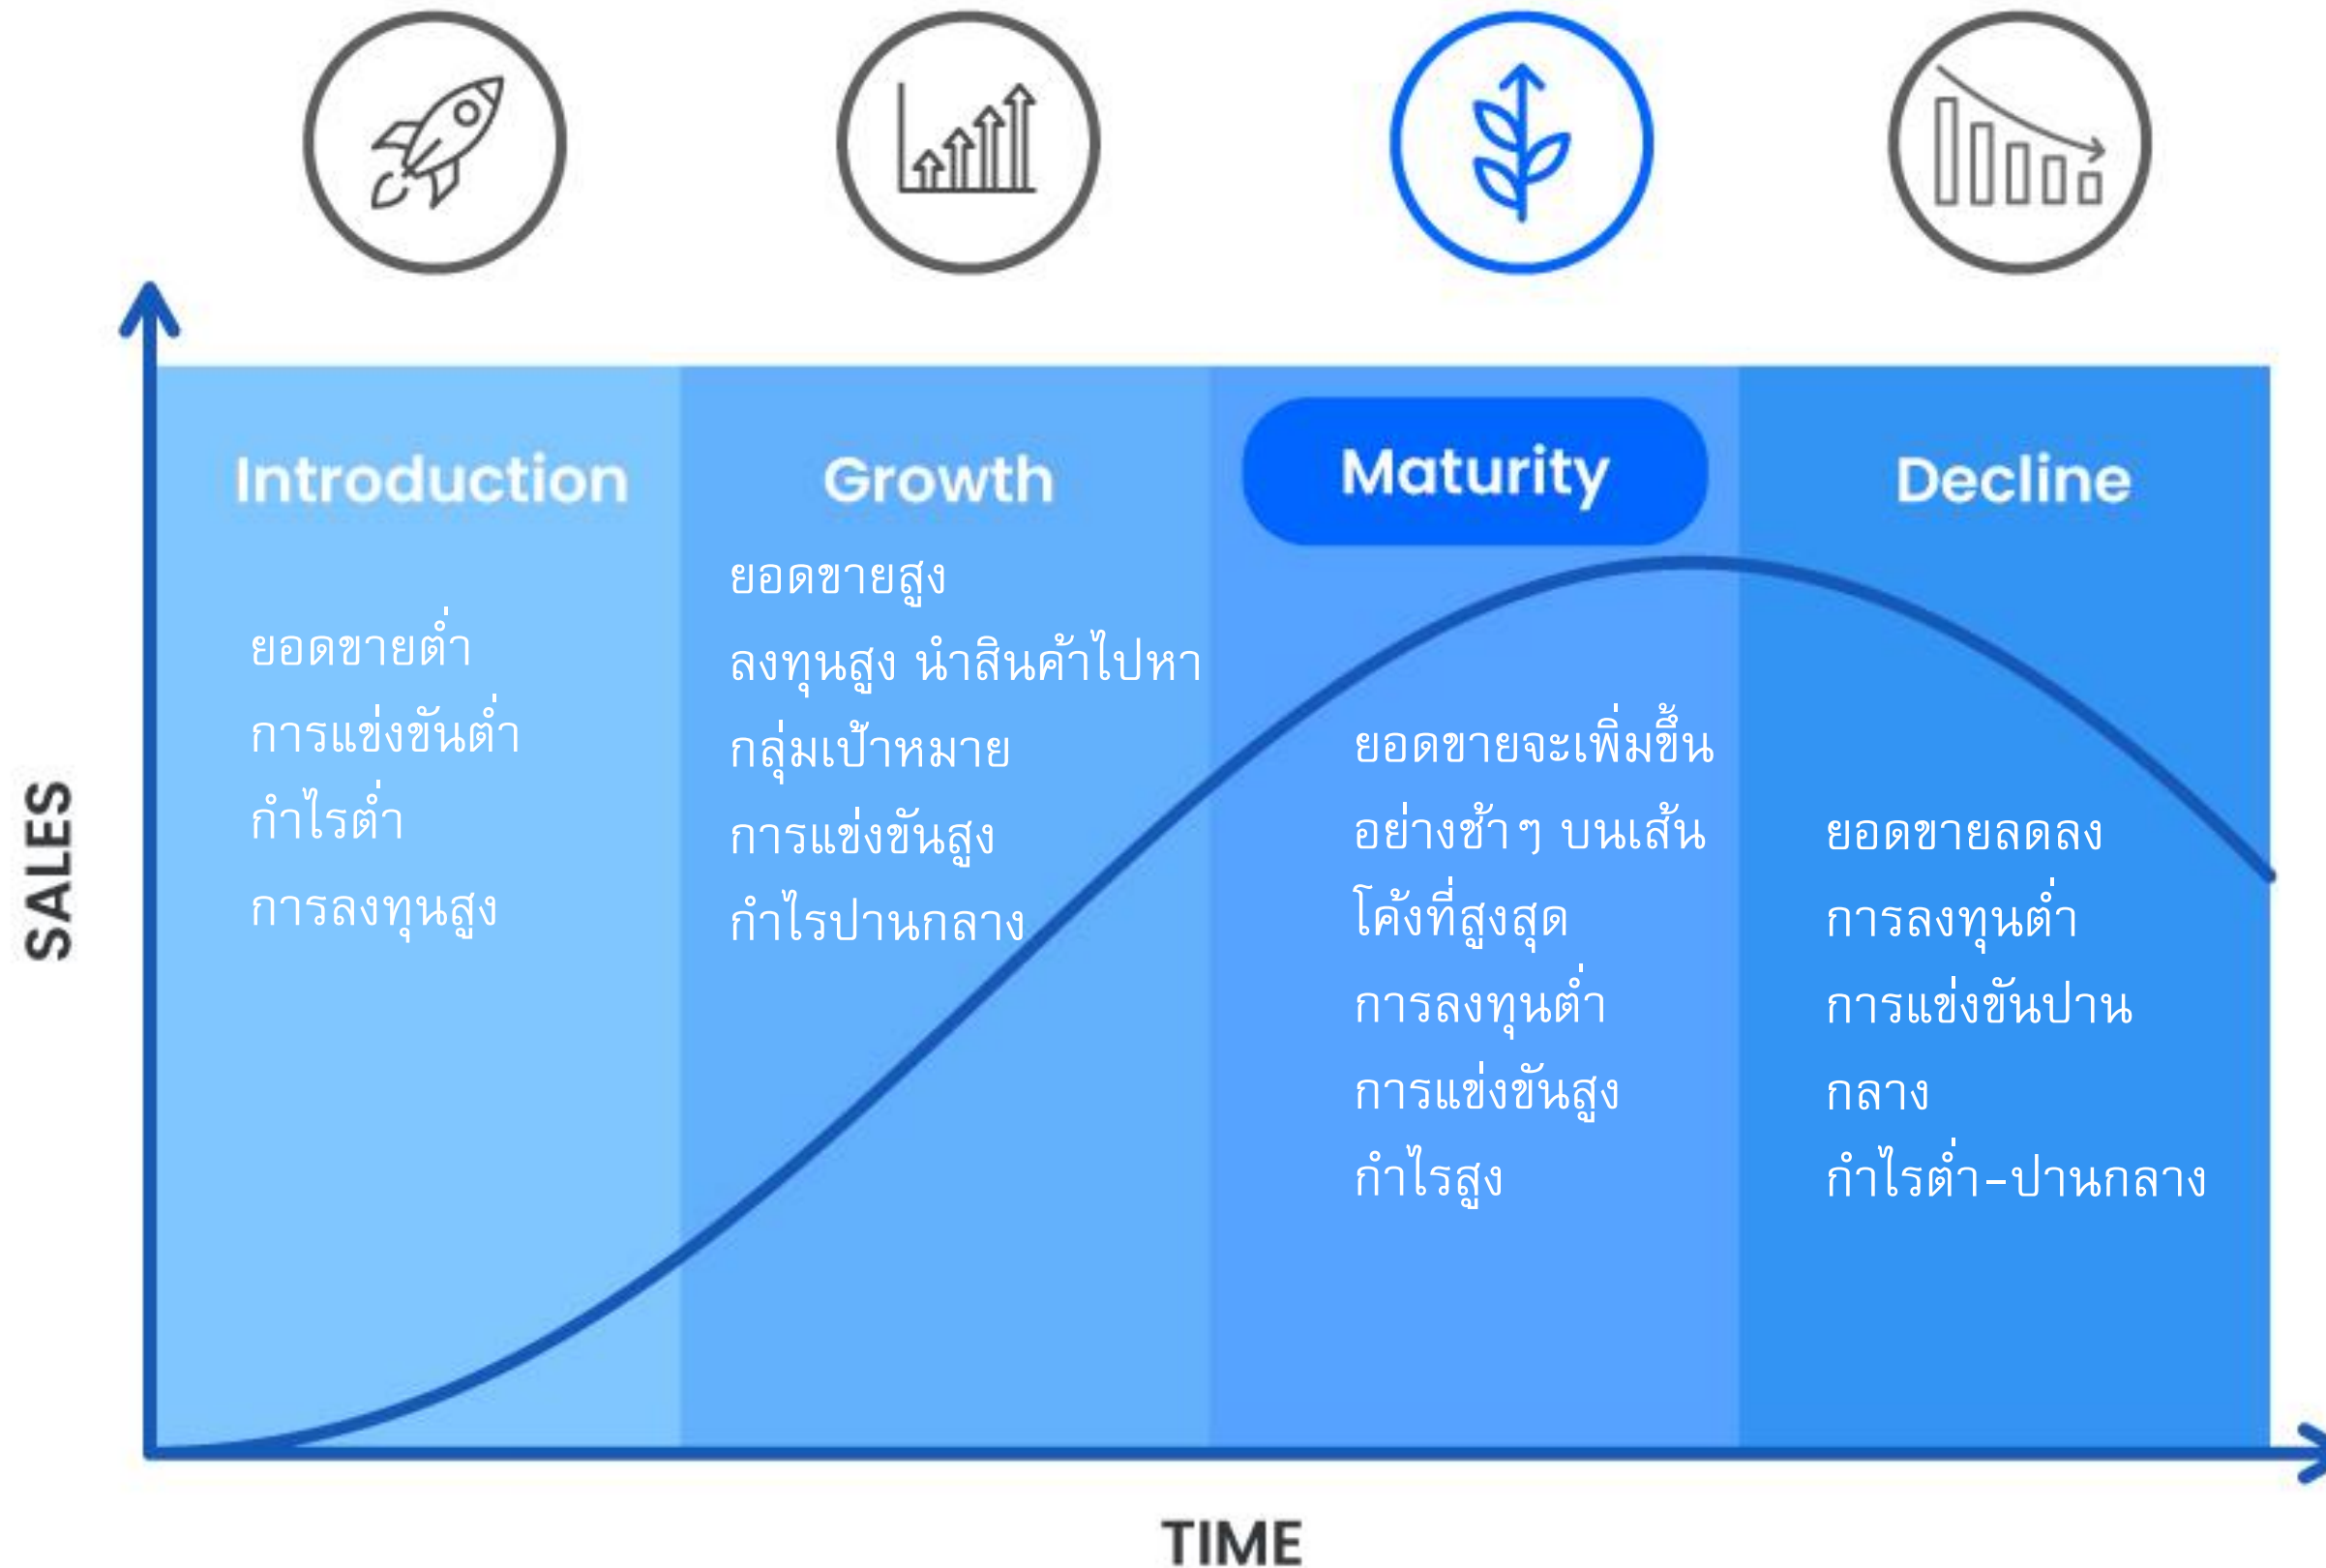 Introduction
ยอดขายต่ำ
การแข่งขันต่ำ
กำไรต่ำ
การลงทุนสูง
Growth
ยอดขายสูง
ลงทุนสูง นำสินค้าไปหา
กลุ่มเป้าหมาย
การแข่งขันสูง
กำไรปานกลาง
Maturity
ยอดขายจะเพิ่มขึ้น
อย่างช้าๆ บนเส้น
โค้งที่สูงสุด
การลงทุนต่ำ
การแข่งขันสูง
กำไรสูง
Decline
ยอดขายลดลง
การลงทุนต่ำ
การแข่งขันปาน
กลาง
กำไรต่ำ-ปานกลาง
SALES
TIME